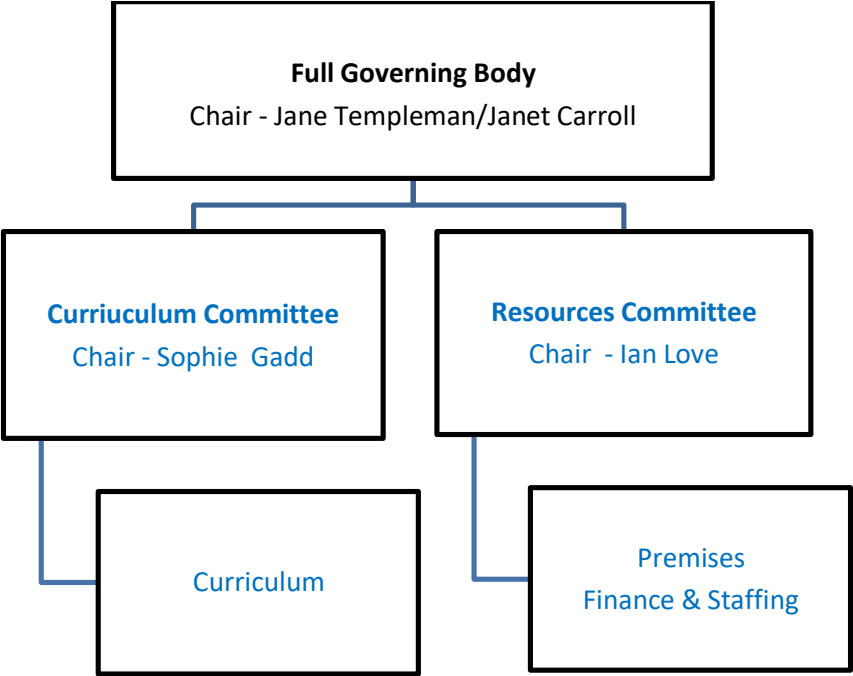 Full Governing Body
Chair - Jane Templeman/Janet Carroll
Curriuculum Committee
Chair - Sophie  Gadd
Resources Committee
Chair  - Ian Love
Curriculum
Premises
Finance & Staffing